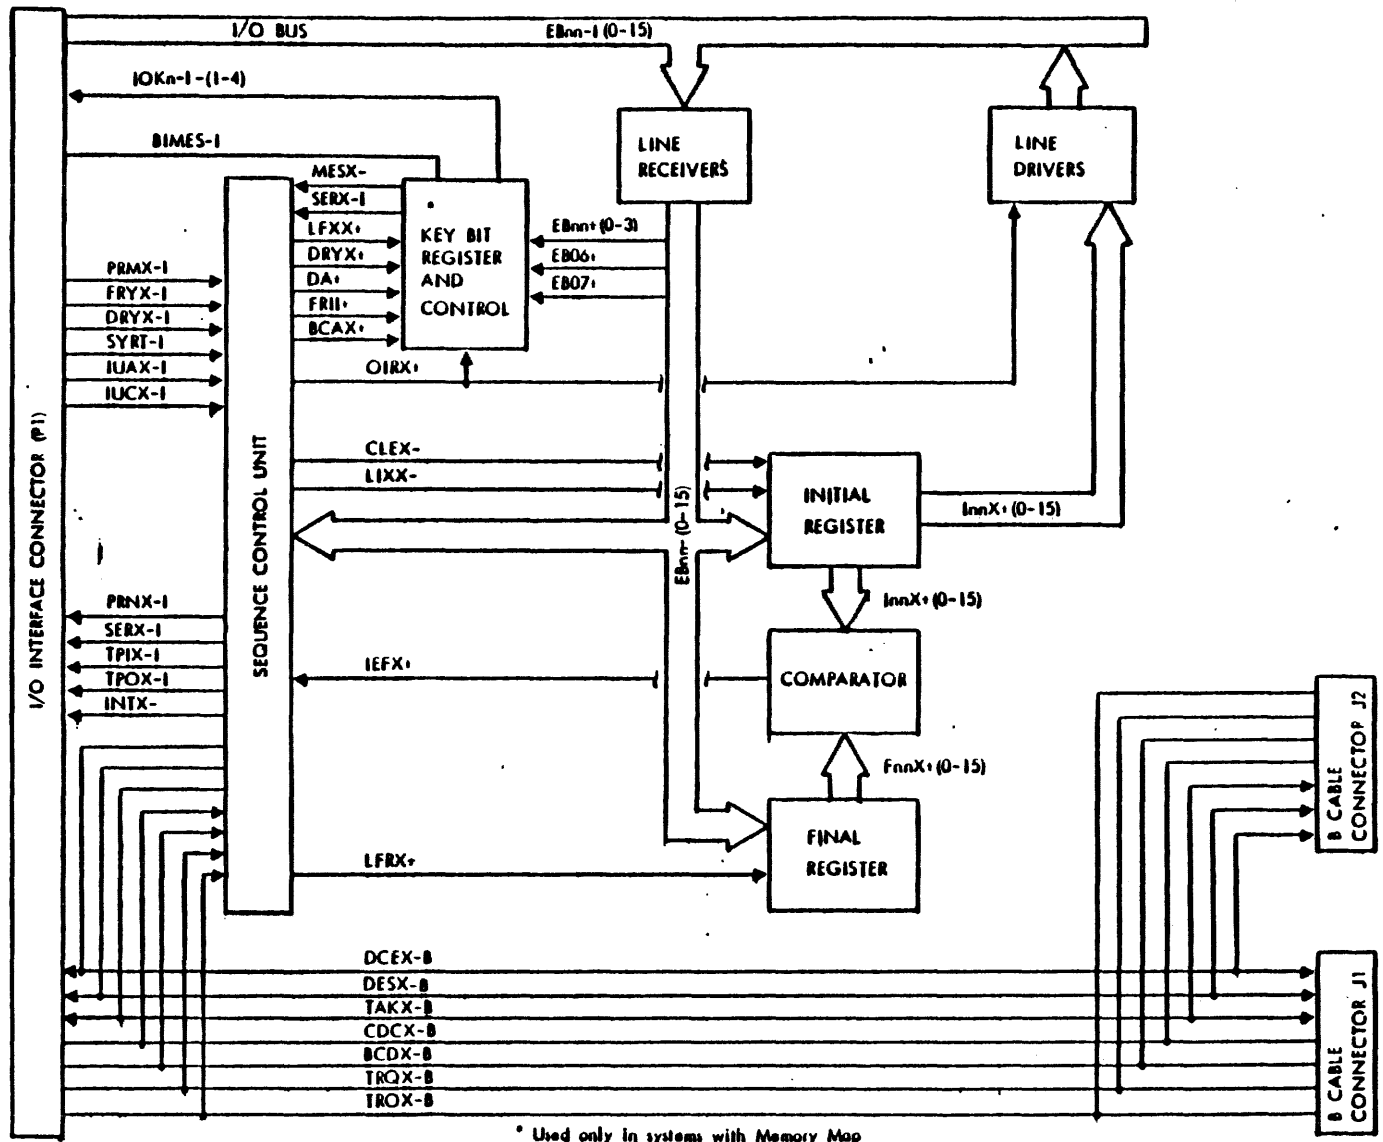 I/O BUS
EBnn-I (0-15)
IOKn-I-(1-4)
BIMES-I
LINE
RECEIVERS
LINE
DRIVERS
MESX-
SERX-I
LFXX+
DRYX+
DA+
FRII+
BCAX+
*
KEY BIT
REGISTER
AND
CONTROL
EBnn+(0-3)
EB06+
EB07+
PRMX-I
FRYX-I
DRYX-I
SYRT-I
IUAX-I
IUCX-I
OIRX+
I/O INTERFACE CONNECTOR (P1)
SEQUENCE CONTROL UNIT
CLEX-
LIXX-
EBnn-(0-15)
INITIAL
REGISTER
InnX+(0-15)
InnX+(0-15)
PRNX-I
SERX-I
TPIX-I
TPOX-I
INTX-
IEFX+
COMPARATOR
FnnX+(0-15)
FINAL
REGISTER
LFRX+
B CABLE
CONNECTOR J2
DCEX-B
DESX-B
TAKX-B
CDCX-B
BCDX-B
TRQX-B
TROX-B
B CABLE
CONNECTOR J1
* Used only in systems with Memory Map